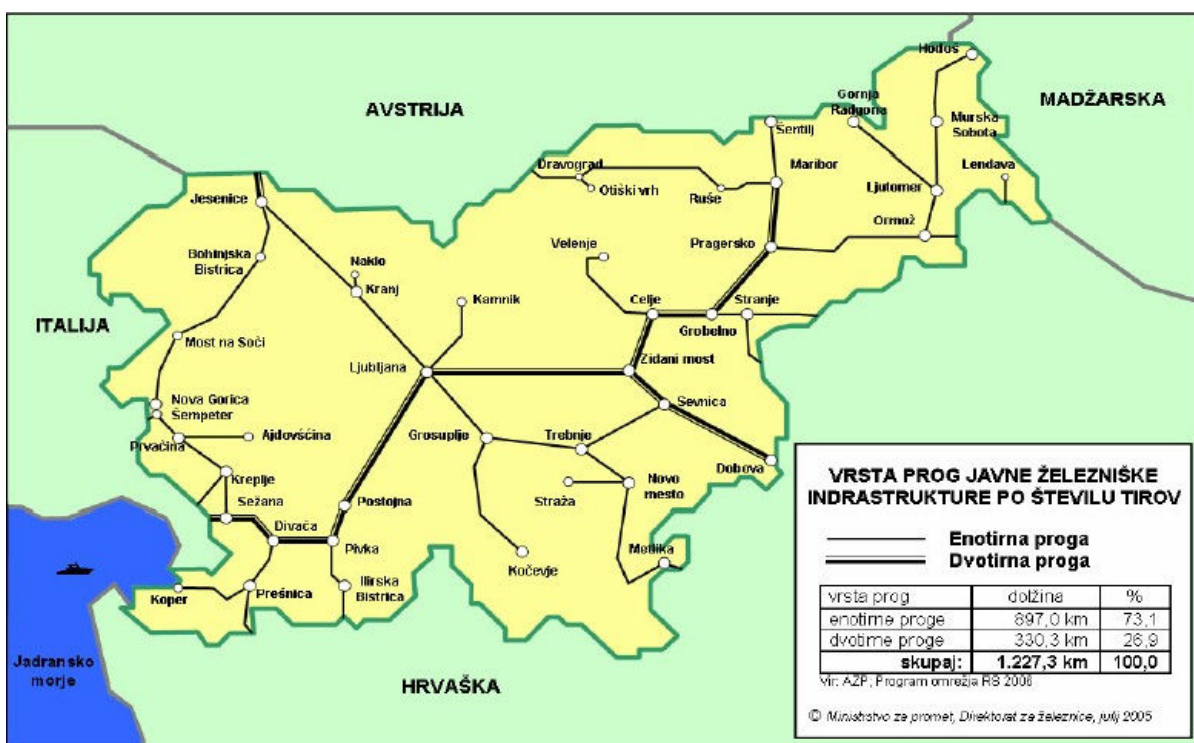 Hodoš
AVSTRIJA
MADŽARSKA
Gornja
Radgona
Šentilj
Murska
Sobota
Dravograd
Maribor
Lendava
Otiški vrh
Ruše
Ljutomer
Jesenice
Ormož
Velenje
Pragersko
Bohinjska
Bistrica
Naklo
Kranj
Kamnik
Celje
Stranje
ITALIJA
Grobelno
Most na Soči
Ljubljana
Zidani most
Nova Gorica
Šempeter
Sevnica
Prvačina
Ajdovščina
Grosuplje
Trebnje
Dobova
Kreplje
Novo
mesto
Straža
Sežana
Postojna
Divača
Pivka
Metlika
Kočevje
Koper
Prešnica
Ilirska
Bistrica
Jadransko
morje
HRVAŠKA
VRSTA PROG JAVNE ŽELEZNIŠKE
INDRASTRUKTURE PO ŠTEVILU TIROV
Enotirna proga
Dvotirna proga
vrsta prog dolžina %
enotirne proge 897,0 km 73,1
dvotirne proge 330,3 km 26,9
skupaj: 1.227,3 km 100,0
Vir: AŽP; Program omrežja RS 2006
© Ministrstvo za promet, Direktorat za železnice, julij 2005